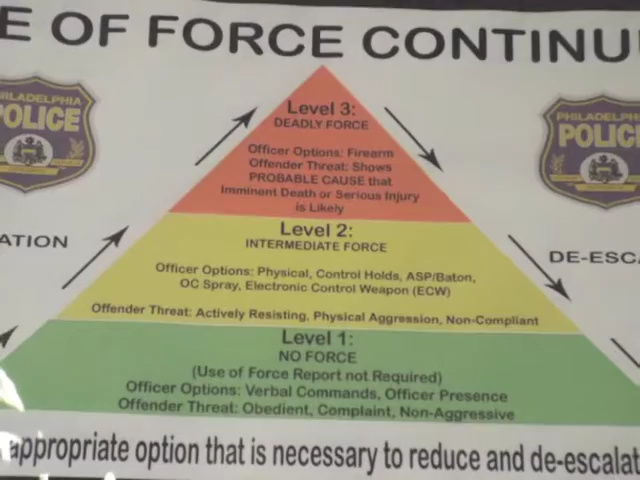 E OF FORCE CONTINU
PHILADELPHIA
POLICE
PHILADELPHIA
POLIC
Level 3:
DEADLY FORCE
Officer Options: Firearm
Offender Threat: Shows
PROBABLE CAUSE that
Imminent Death or Serious Injury
is Likely
ATION
DE-ESC
Level 2:
INTERMEDIATE FORCE
Officer Options: Physical, Control Holds, ASP/Baton,
OC Spray, Electronic Control Weapon (ECW)
Offender Threat: Actively Resisting, Physical Aggression, Non-Compliant
Level 1:
NO FORCE
(Use of Force Report not Required)
Officer Options: Verbal Commands, Officer Presence
Offender Threat: Obedient, Complaint, Non-Aggressive
appropriate option that is necessary to reduce and de-escalat